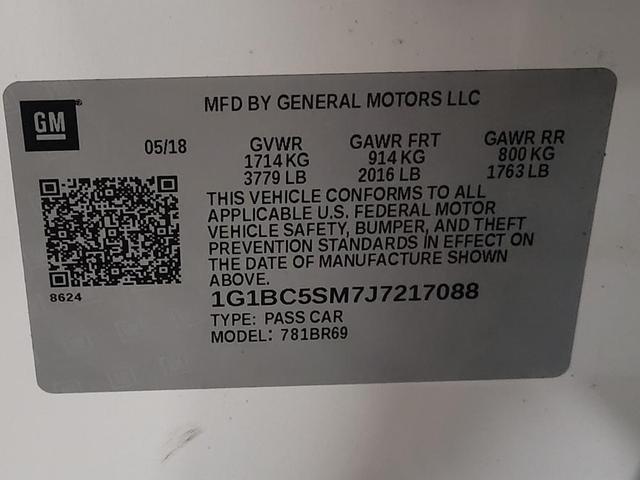 GM
MFD BY GENERAL MOTORS LLC
05/18 GVWR GAWR FRT GAWR RR
1714 KG 914 KG 800 KG
3779 LB 2016 LB 1763 LB
THIS VEHICLE CONFORMS TO ALL
APPLICABLE U.S. FEDERAL MOTOR
VEHICLE SAFETY, BUMPER, AND THEFT
PREVENTION STANDARDS IN EFFECT ON
THE DATE OF MANUFACTURE SHOWN
ABOVE.
8624
1G1BC5SM7J7217088
TYPE: PASS CAR
MODEL: 781BR69